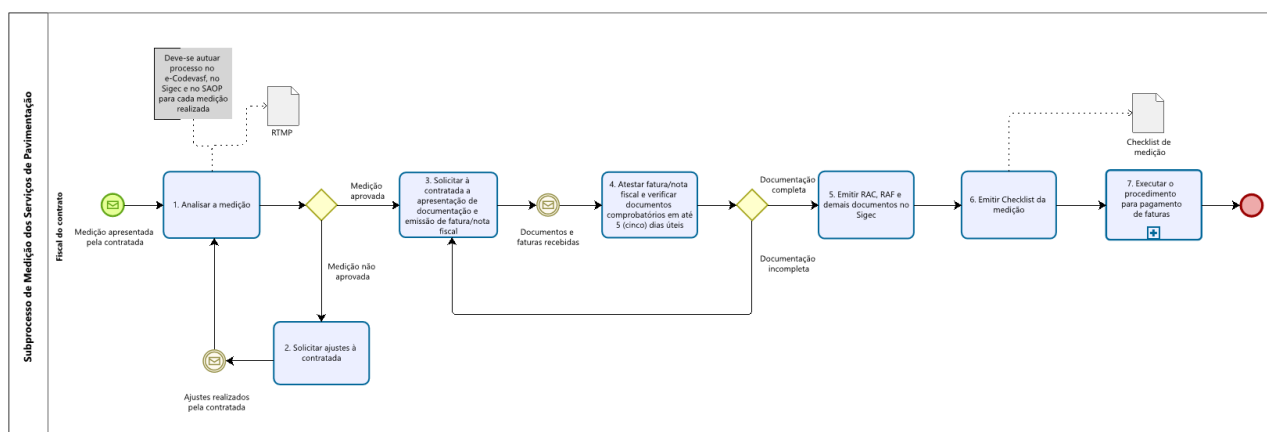 Subprocesso de Medição dos Serviços de Pavimentação
Fiscal do contrato
Deve-se autuar
processo no
e-Codevasf, no
Sigec e no SAOP
para cada medição
realizada
RTMP
Medição apresentada
pela contratada
1. Analisar a medição
Medição
aprovada
Medição não
aprovada
2. Solicitar ajustes à
contratada
Ajustes realizados
pela contratada
3. Solicitar à
contratada a
apresentação de
documentação e
emissão de fatura/nota
fiscal
Documentos e
faturas recebidas
4. Atestar fatura/nota
fiscal e verificar
documentos
comprobatórios em até
5 (cinco) dias úteis
Documentação
completa
Documentação
incompleta
5. Emitir RAC, RAF e
demais documentos no
Sigec
6. Emitir Checklist da
medição
Checklist de
medição
7. Executar o
procedimento
para pagamento
de faturas